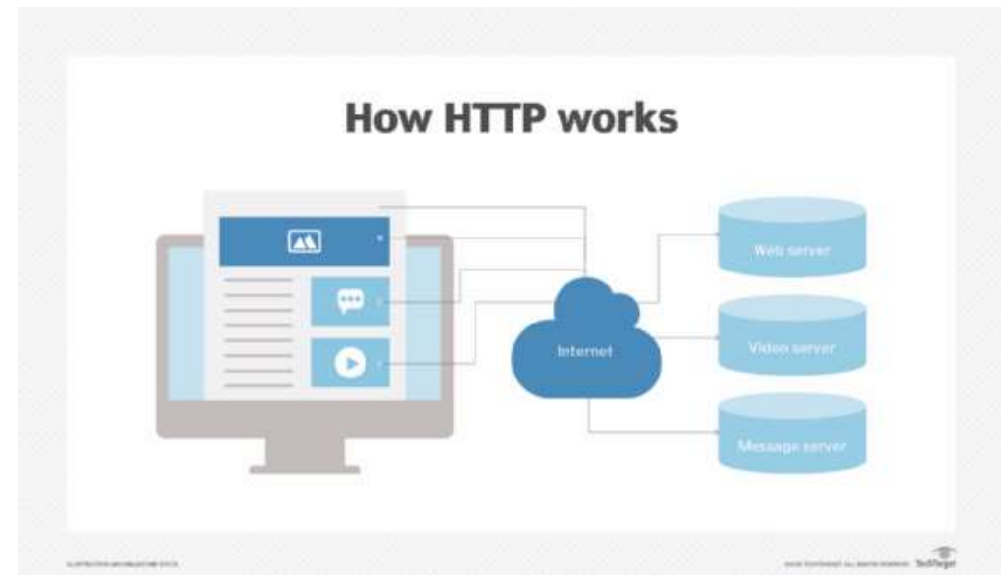 How HTTP works
Web server
Internet
Video server
Message server
TechTarget